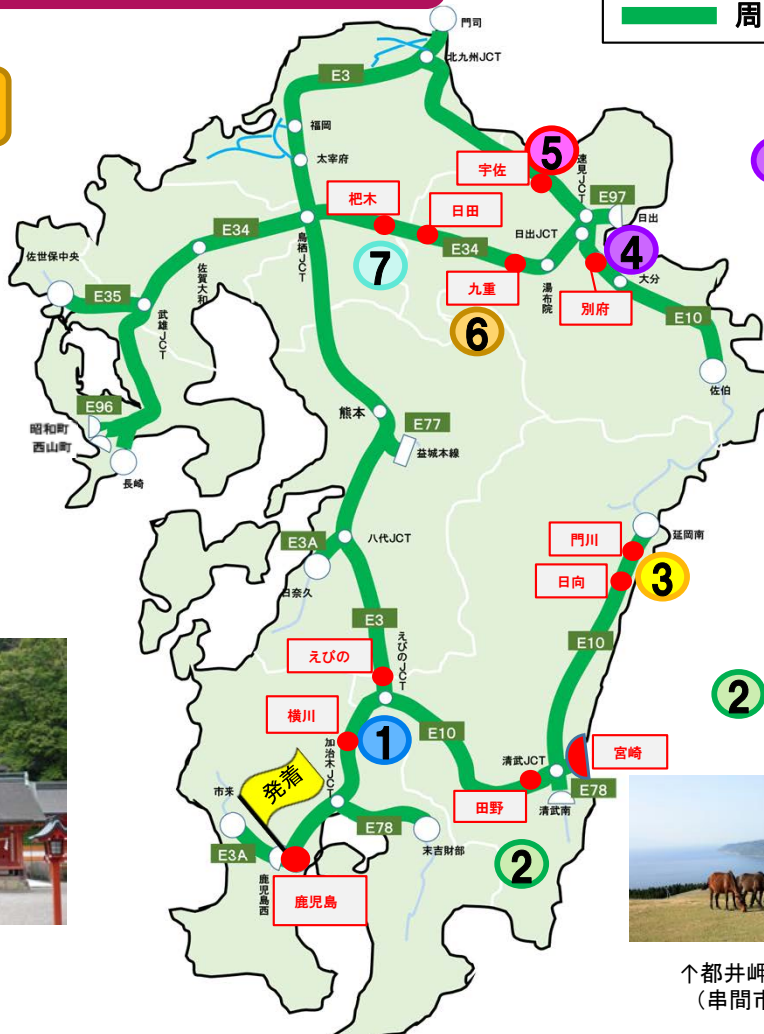 周
門司
北九州JCT
E3
福岡
太宰府
5
宇佐
速見JCT
E97
日出
杷木
日田
日出JCT
E34
4
大分
鳥栖JCT
E34
佐賀大和
7
九重
湯布院
別府
E10
佐世保中央
E35
武雄JCT
6
佐伯
E96
昭和町
西山町
長崎
熊本
E77
益城本線
八代JCT
E3A
日奈久
門川
延岡南
日向
3
E3
E10
えびの
えびのJCT
横川
1
加治木JCT
E10
2
清武JCT
宮崎
発着
市来
田野
清武南
E78
E78
末吉財部
E3A
鹿児島西
鹿児島
2
↑都井岬
(串間市